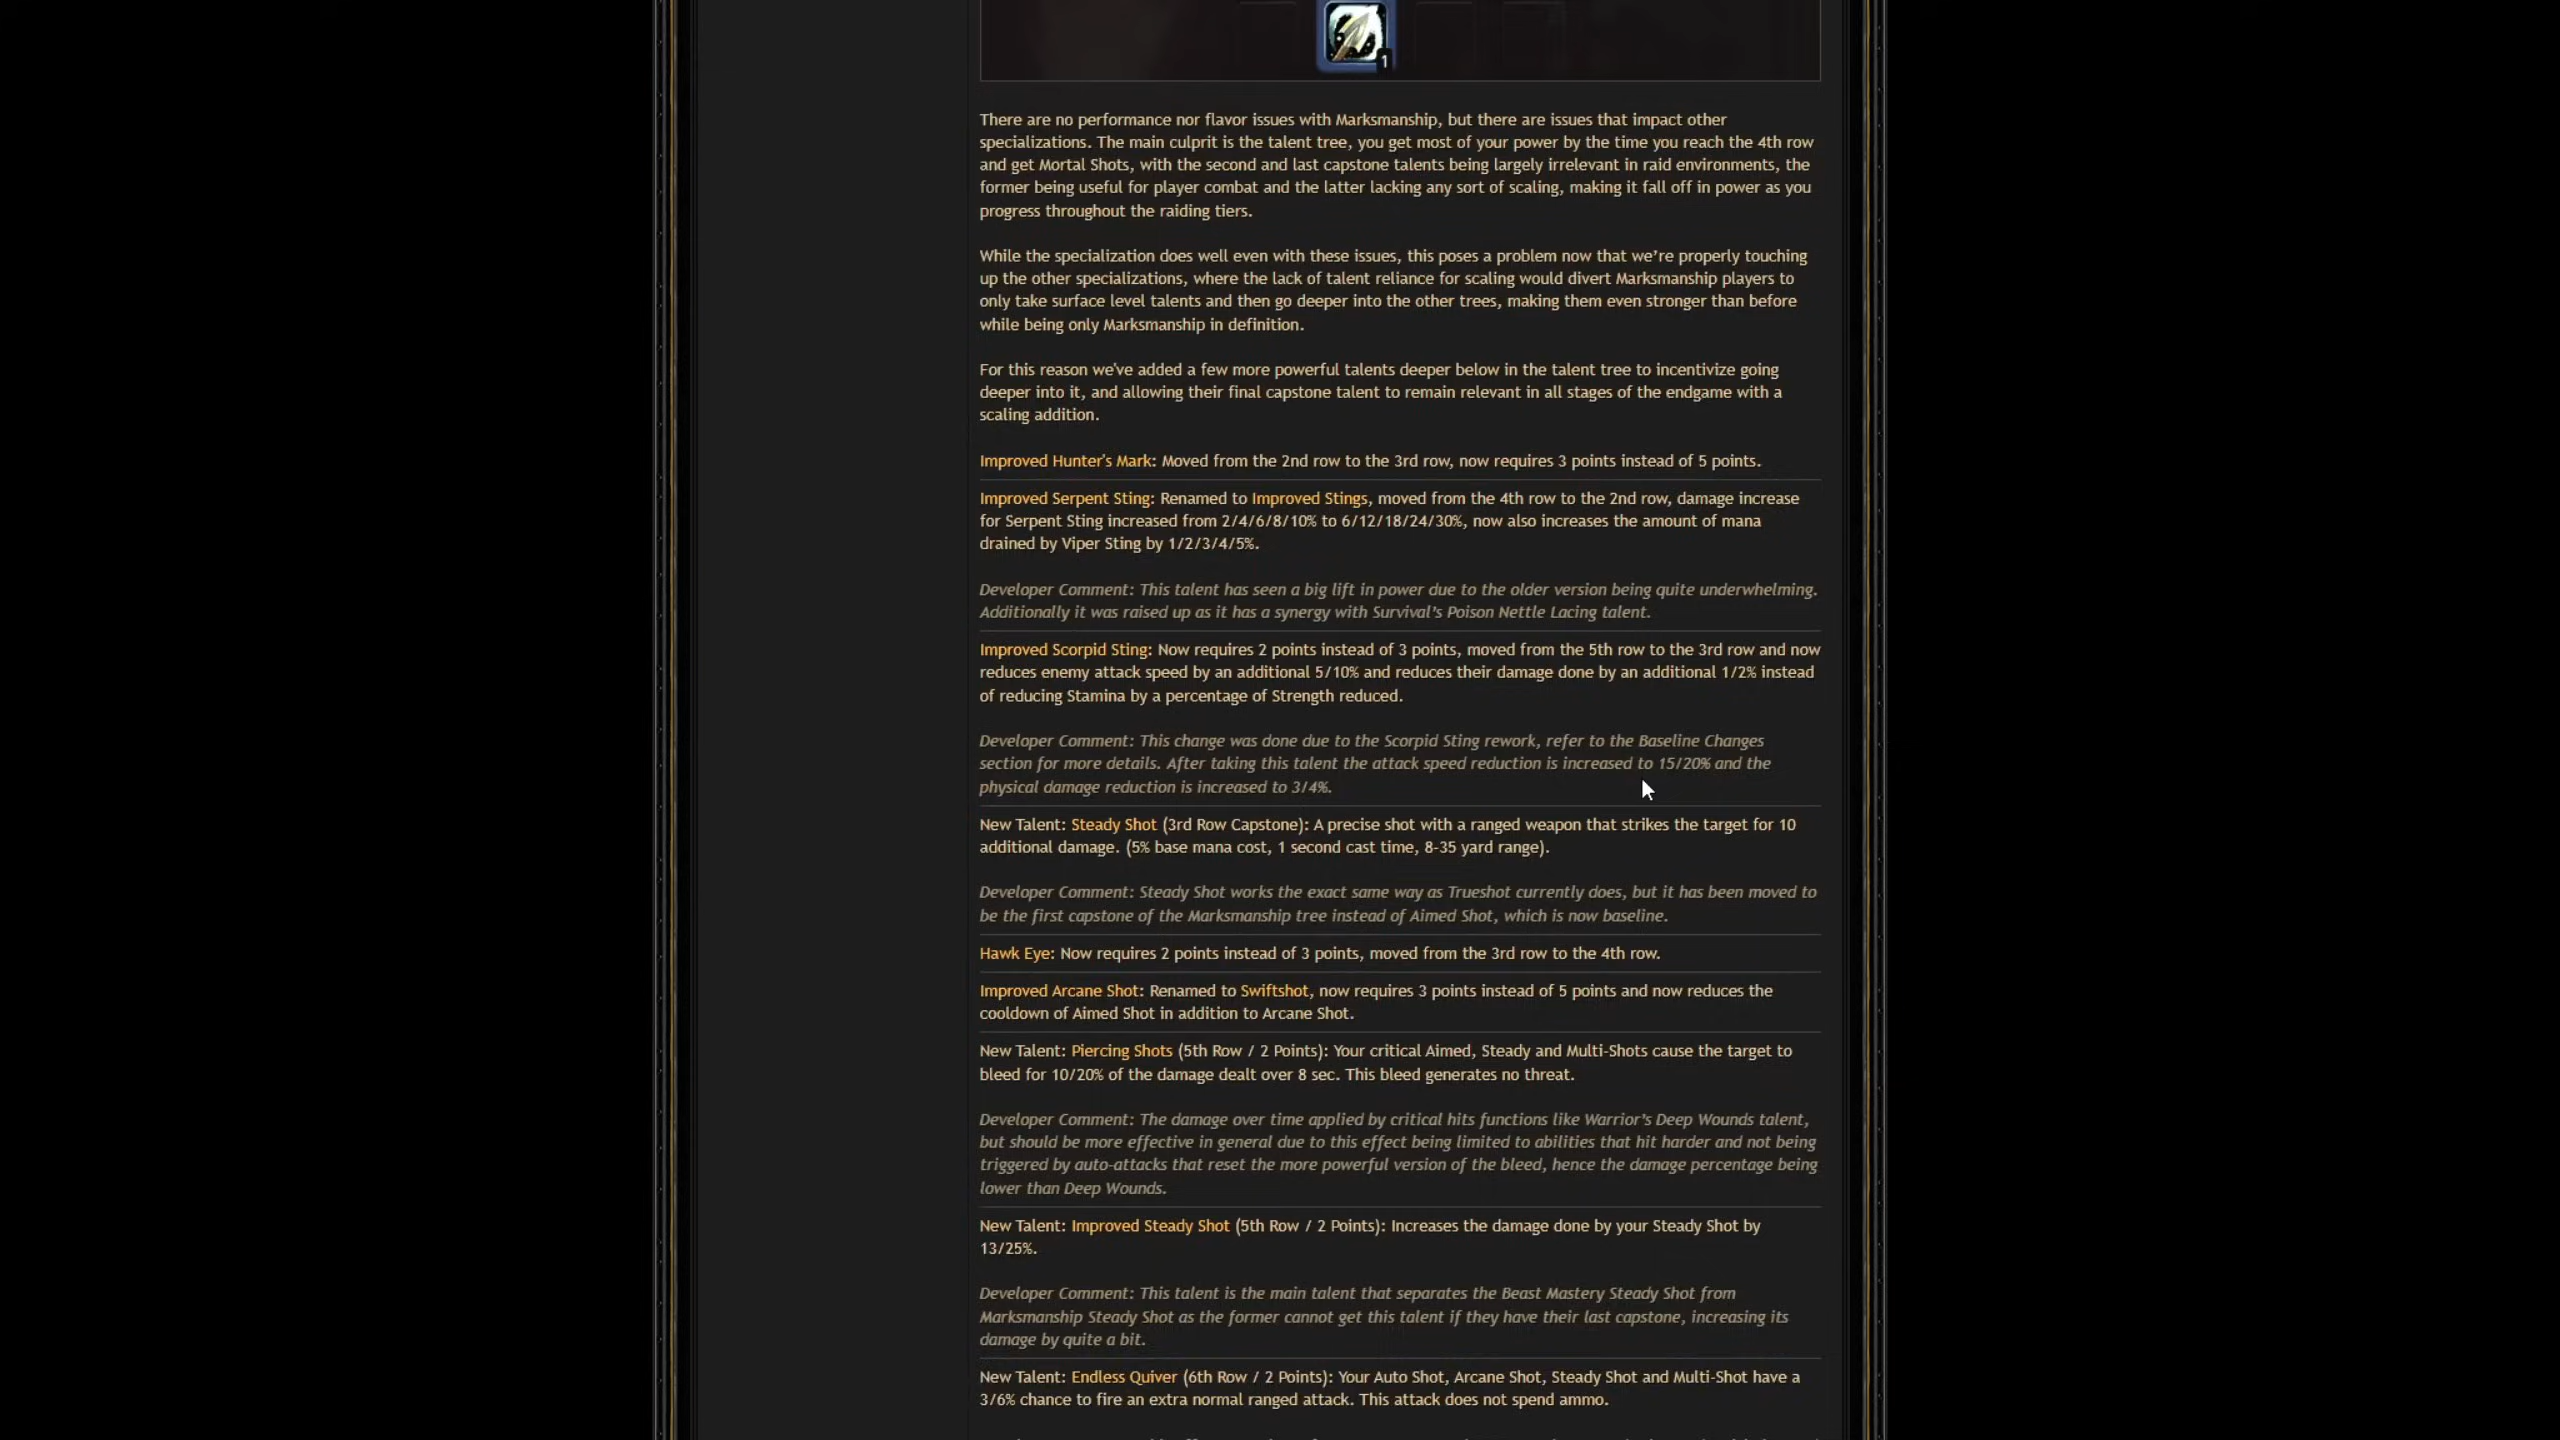 1
There are no performance nor flavor issues with Marksmanship, but there are issues that impact other
specializations. The main culprit is the talent tree, you get most of your power by the time you reach the 4th row
and get Mortal Shots, with the second and last capstone talents being largely irrelevant in raid environments, the
former being useful for player combat and the latter lacking any sort of scaling, making it fall off in power as you
progress throughout the raiding tiers.
While the specialization does well even with these issues, this poses a problem now that we’re properly touching
up the other specializations, where the lack of talent reliance for scaling would divert Marksmanship players to
only take surface level talents and then go deeper into the other trees, making them even stronger than before
while being only Marksmanship in definition.
For this reason we've added a few more powerful talents deeper below in the talent tree to incentivize going
deeper into it, and allowing their final capstone talent to remain relevant in all stages of the endgame with a
scaling addition.
Improved Hunter's Mark: Moved from the 2nd row to the 3rd row, now requires 3 points instead of 5 points.
Improved Serpent Sting: Renamed to Improved Stings, moved from the 4th row to the 2nd row, damage increase
for Serpent Sting increased from 2/4/6/8/10% to 6/12/18/24/30%, now also increases the amount of mana
drained by Viper Sting by 1/2/3/4/5%.
Developer Comment: This talent has seen a big lift in power due to the older version being quite underwhelming.
Additionally it was raised up as it has a synergy with Survival’s Poison Nettle Lacing talent.
Improved Scorpid Sting: Now requires 2 points instead of 3 points, moved from the 5th row to the 3rd row and now
reduces enemy attack speed by an additional 5/10% and reduces their damage done by an additional 1/2% instead
of reducing Stamina by a percentage of Strength reduced.
Developer Comment: This change was done due to the Scorpid Sting rework, refer to the Baseline Changes
section for more details. After taking this talent the attack speed reduction is increased to 15/20% and the
physical damage reduction is increased to 3/4%.
New Talent: Steady Shot (3rd Row Capstone): A precise shot with a ranged weapon that strikes the target for 10
additional damage. (5% base mana cost, 1 second cast time, 8-35 yard range).
Developer Comment: Steady Shot works the exact same way as Trueshot currently does, but it has been moved to
be the first capstone of the Marksmanship tree instead of Aimed Shot, which is now baseline.
Hawk Eye: Now requires 2 points instead of 3 points, moved from the 3rd row to the 4th row.
Improved Arcane Shot: Renamed to Swiftshot, now requires 3 points instead of 5 points and now reduces the
cooldown of Aimed Shot in addition to Arcane Shot.
New Talent: Piercing Shots (5th Row / 2 Points): Your critical Aimed, Steady and Multi-Shots cause the target to
bleed for 10/20% of the damage dealt over 8 sec. This bleed generates no threat.
Developer Comment: The damage over time applied by critical hits functions like Warrior’s Deep Wounds talent,
but should be more effective in general due to this effect being limited to abilities that hit harder and not being
triggered by auto-attacks that reset the more powerful version of the bleed, hence the damage percentage being
lower than Deep Wounds.
New Talent: Improved Steady Shot (5th Row / 2 Points): Increases the damage done by your Steady Shot by
13/25%.
Developer Comment: This talent is the main talent that separates the Beast Mastery Steady Shot from
Marksmanship Steady Shot as the former cannot get this talent if they have their last capstone, increasing its
damage by quite a bit.
New Talent: Endless Quiver (6th Row / 2 Points): Your Auto Shot, Arcane Shot, Steady Shot and Multi-Shot have a
3/6% chance to fire an extra normal ranged attack. This attack does not spend ammo.